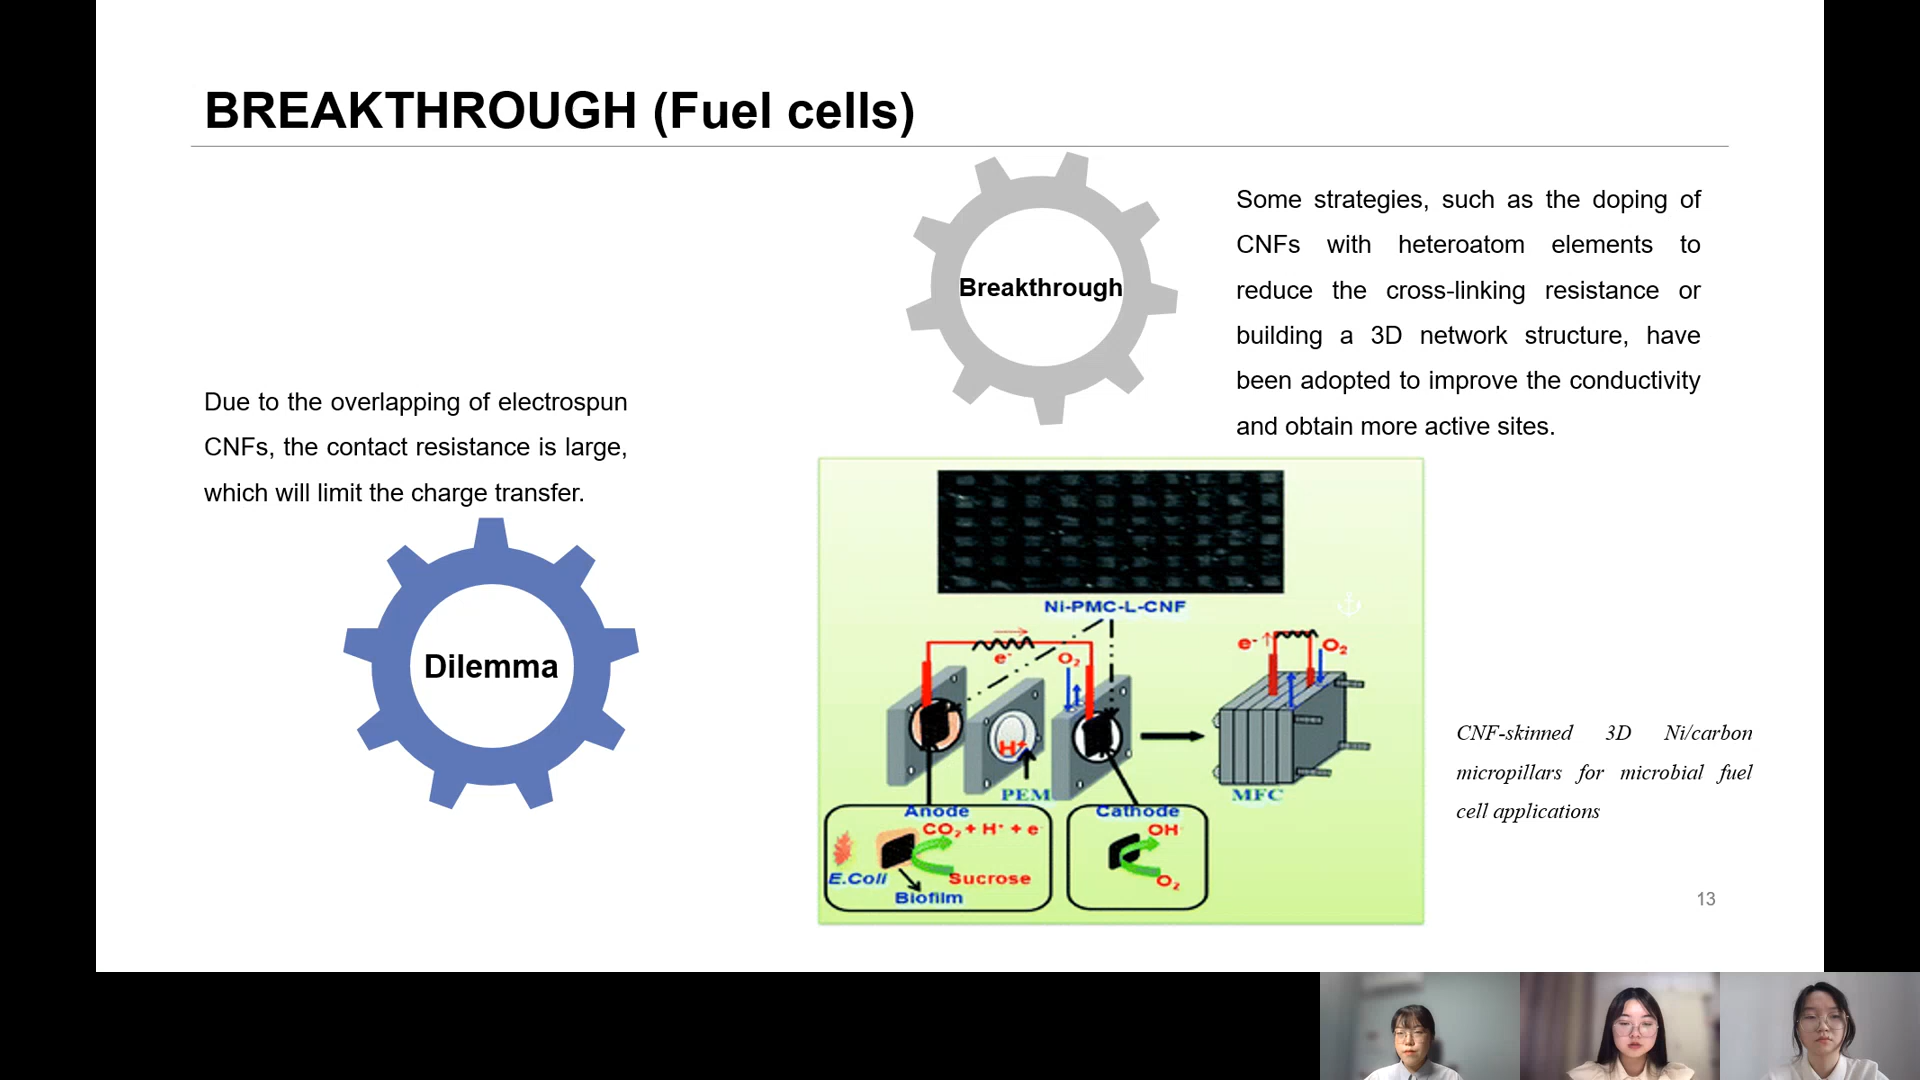 BREAKTHROUGH (Fuel cells)
Breakthrough
Some strategies, such as the doping of
CNFs with heteroatom elements to
reduce the cross-linking resistance or
building a 3D network structure, have
been adopted to improve the conductivity
and obtain more active sites.
Due to the overlapping of electrospun
CNFs, the contact resistance is large,
which will limit the charge transfer.
Dilemma
Ni-PMC-L-CNF
e-
O2
e-
O2
H+
PEM
MFC
Anode
CO2 + H+ + e-
E.Coli
Sucrose
Biofilm
Cathode
OH-
O2
CNF-skinned 3D Ni/carbon
micropillars for microbial fuel
cell applications
13